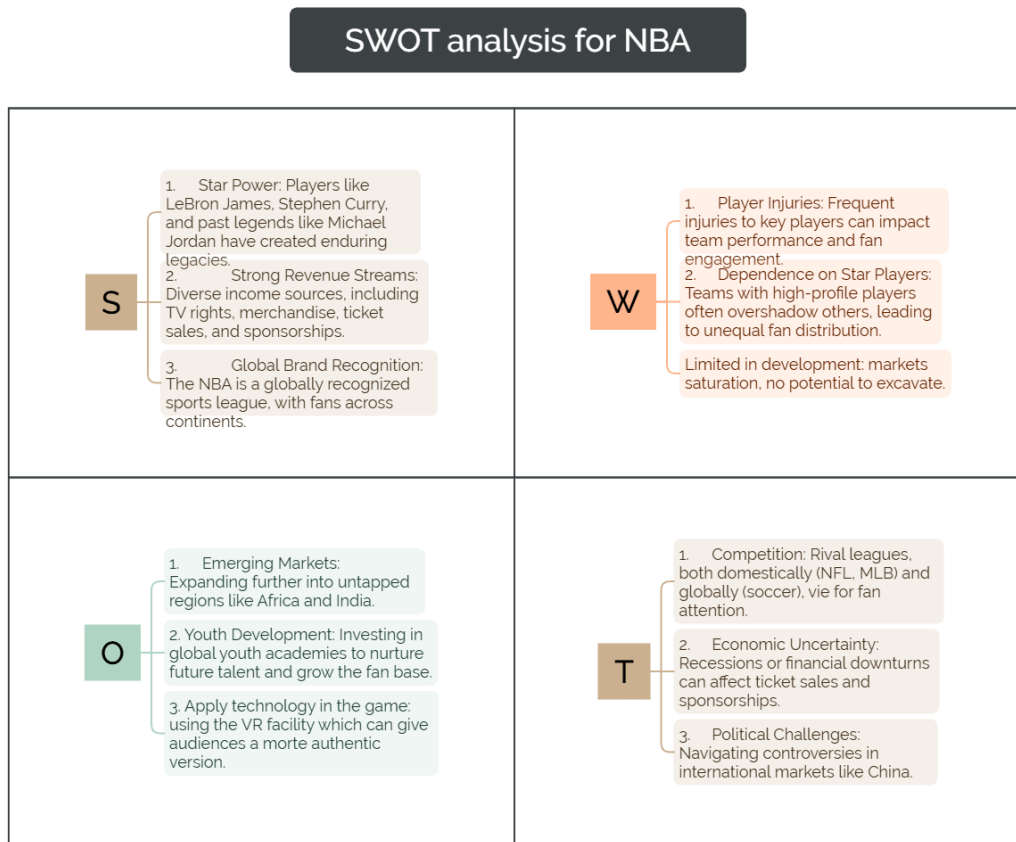 SWOT analysis for NBA
S
1. Star Power: Players like
LeBron James, Stephen Curry,
and past legends like Michael
Jordan have created enduring
legacies.
2. Strong Revenue Streams:
Diverse income sources, including
TV rights, merchandise, ticket
sales, and sponsorships.
3. Global Brand Recognition:
The NBA is a globally recognized
sports league, with fans across
continents.
W
1. Player Injuries: Frequent
injuries to key players can impact
team performance and fan
engagement.
2. Dependence on Star Players:
Teams with high-profile players
often overshadow others, leading
to unequal fan distribution.
Limited in development: markets
saturation, no potential to excavate.
O
1. Emerging Markets:
Expanding further into untapped
regions like Africa and India.
2. Youth Development: Investing in
global youth academies to nurture
future talent and grow the fan base.
3. Apply technology in the game:
using the VR facility which can give
audiences a morte authentic
version.
T
1. Competition: Rival leagues,
both domestically (NFL, MLB) and
globally (soccer), vie for fan
attention.
2. Economic Uncertainty:
Recessions or financial downturns
can affect ticket sales and
sponsorships.
3. Political Challenges:
Navigating controversies in
international markets like China.